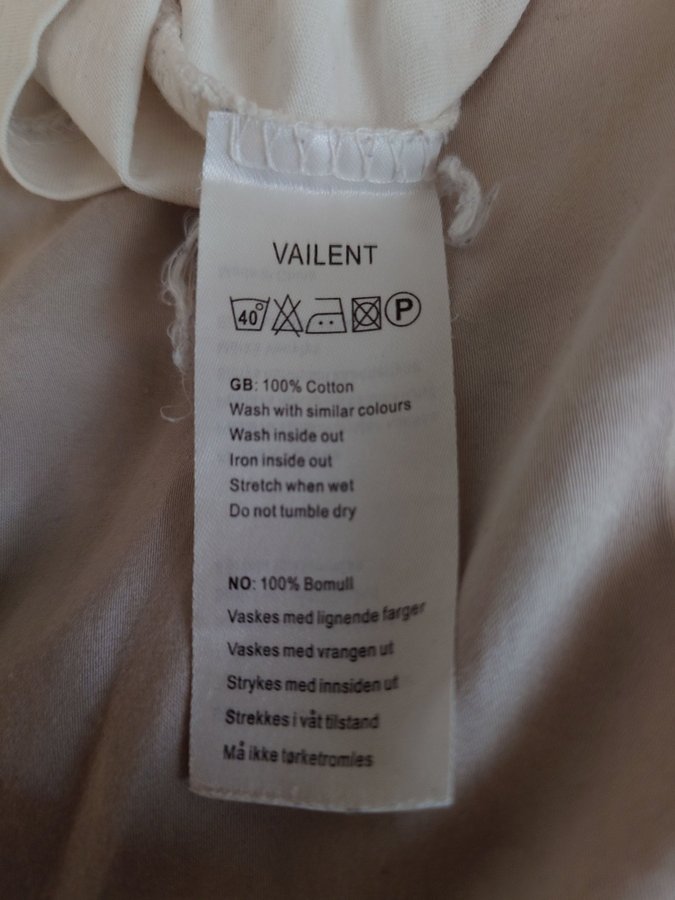 VAILENT
40° P
GB: 100% Cotton
Wash with similar colours
Wash inside out
Iron inside out
Stretch when wet
Do not tumble dry
NO: 100% Bomull
Vaskes med lignende farger
Vaskes med vrangen ut
Strykes med innsiden ut
Strekkes i våt tilstand
Må ikke tørketromles